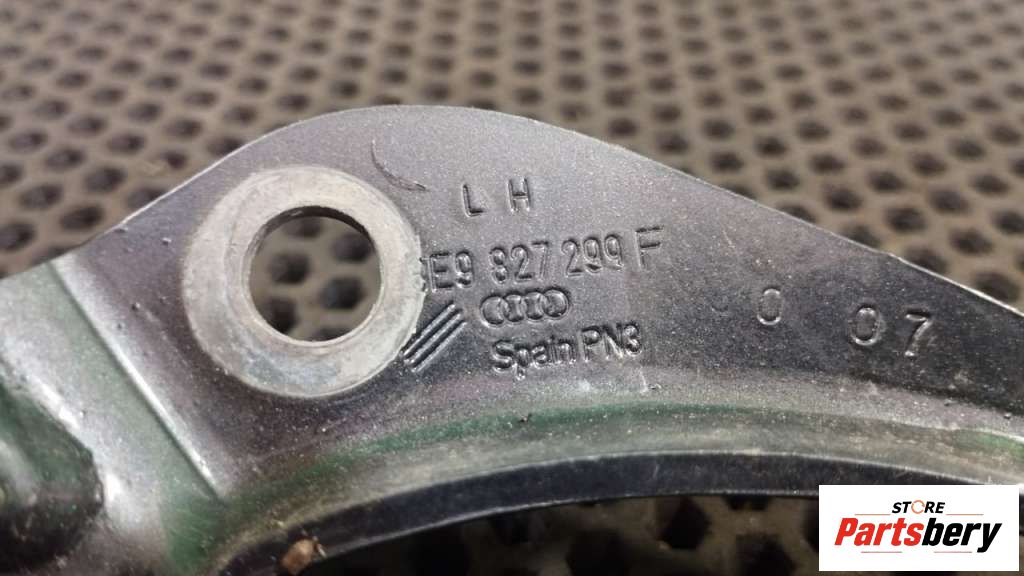 L H
E9 827 299 F
Spain PN3
0 07
STORE
Partsbery